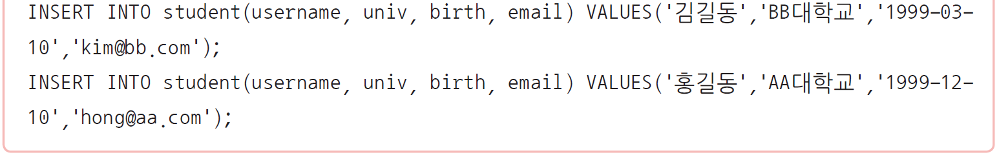 INSERT INTO student(username, univ, birth, email) VALUES('김길동','BB대학교','1999-03-
10','kim@bb.com');
INSERT INTO student(username, univ, birth, email) VALUES('홍길동','AA대학교','1999-12-
10','hong@aa.com');